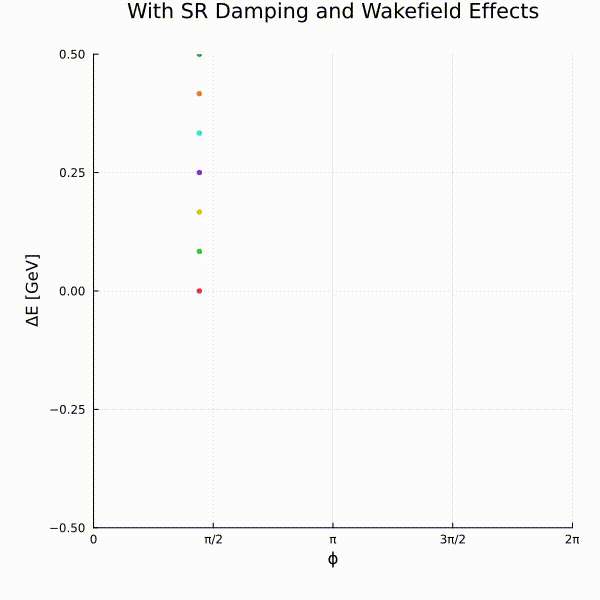 With SR Damping and Wakefield Effects
0.50
0.25
0.00
−0.25
−0.50
ΔE [GeV]
0
π/2
π
3π/2
2π
ϕ